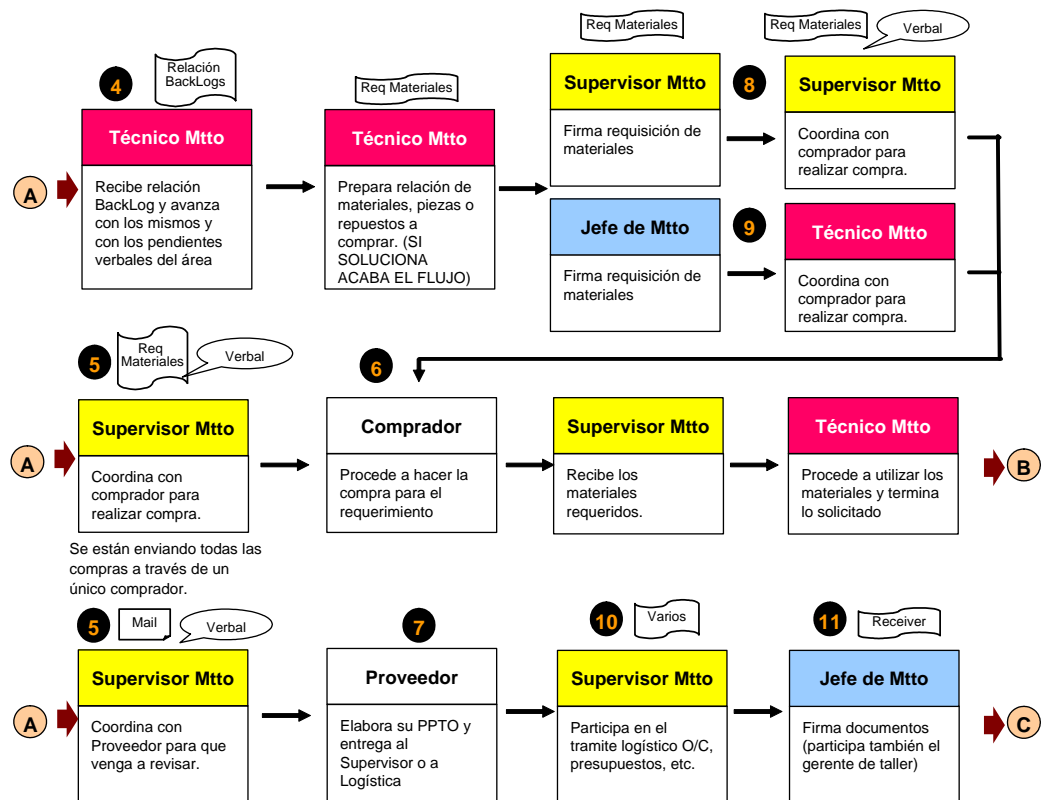 Req Materiales
Req Materiales
Verbal
4
Relación
BackLogs
Req Materiales
8
Técnico Mtto
Recibe relación
BackLog y avanza
con los mismos y
con los pendientes
verbales del área
Técnico Mtto
Prepara relación de
materiales, piezas o
repuestos a
comprar. (SI
SOLUCIONA
ACABA EL FLUJO)
Supervisor Mtto
Firma requisición de
materiales
Supervisor Mtto
Coordina con
comprador para
realizar compra.
A
Jefe de Mtto
Firma requisición de
materiales
9
Técnico Mtto
Coordina con
comprador para
realizar compra.
5
Req
Materiales
Verbal
6
A
Supervisor Mtto
Coordina con
comprador para
realizar compra.
Comprador
Procede a hacer la
compra para el
requerimiento
Supervisor Mtto
Recibe los
materiales
requeridos.
Técnico Mtto
Procede a utilizar los
materiales y termina
lo solicitado
B
Se están enviando todas las
compras a través de un
único comprador.
5
Mail
Verbal
7
10
Varios
11
Receiver
A
Supervisor Mtto
Coordina con
Proveedor para que
venga a revisar.
Proveedor
Elabora su PPTO y
entrega al
Supervisor o a
Logística
Supervisor Mtto
Participa en el
tramite logístico O/C,
presupuestos, etc.
Jefe de Mtto
Firma documentos
(participa también el
gerente de taller)
C